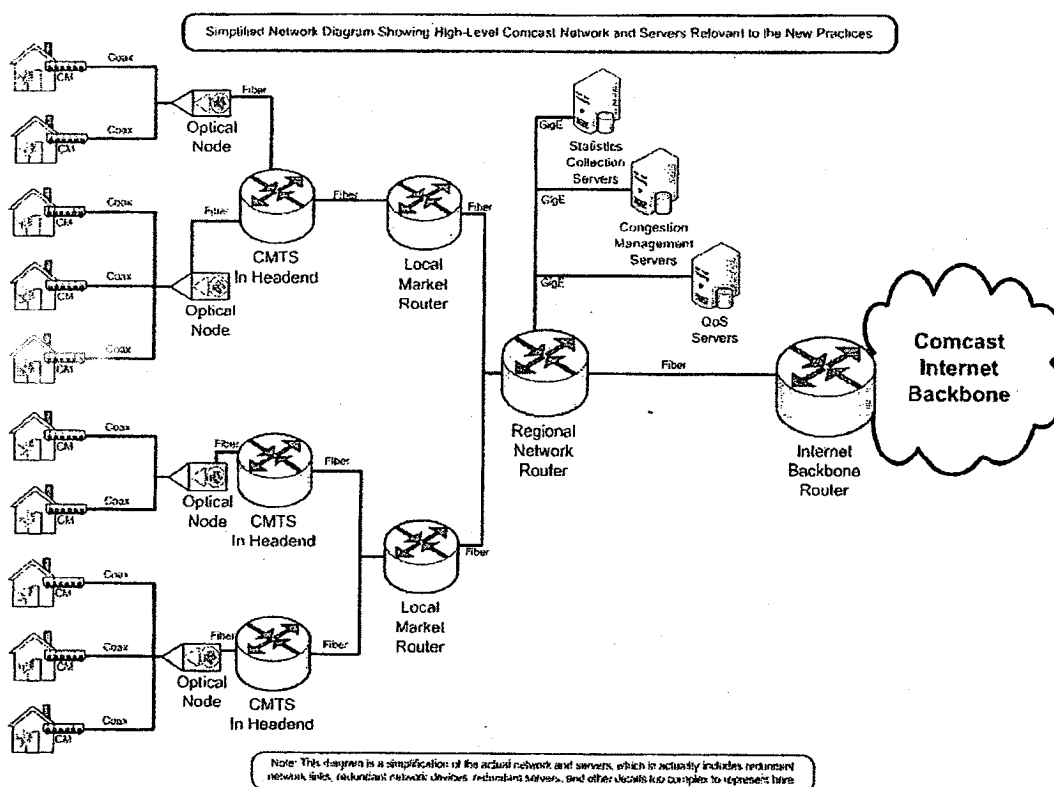 Simplified Network Diagram Showing High-Level Comcast Network and Servers Relevant to the New Practices
Coax
CM
Coax
CM
Optical
Node
Fiber
Coax
CM
Coax
CM
Coax
CM
Optical
Node
Fiber
CMTS
In Headend
Fiber
Local
Market
Router
Fiber
GigE
Statistics
Collection
Servers
GigE
Congestion
Management
Servers
GigE
QoS
Servers
Coax
CM
Coax
CM
Optical
Node
Fiber
CMTS
In Headend
Fiber
Coax
CM
Coax
CM
Coax
CM
Optical
Node
Fiber
CMTS
In Headend
Fiber
Local
Market
Router
Fiber
Regional
Network
Router
Fiber
Internet
Backbone
Router
Comcast
Internet
Backbone
Note: This diagram is a simplification of the actual network and servers, which in actuality includes redundant
network links, redundant network devices, redundant servers, and other details too complex to represent here